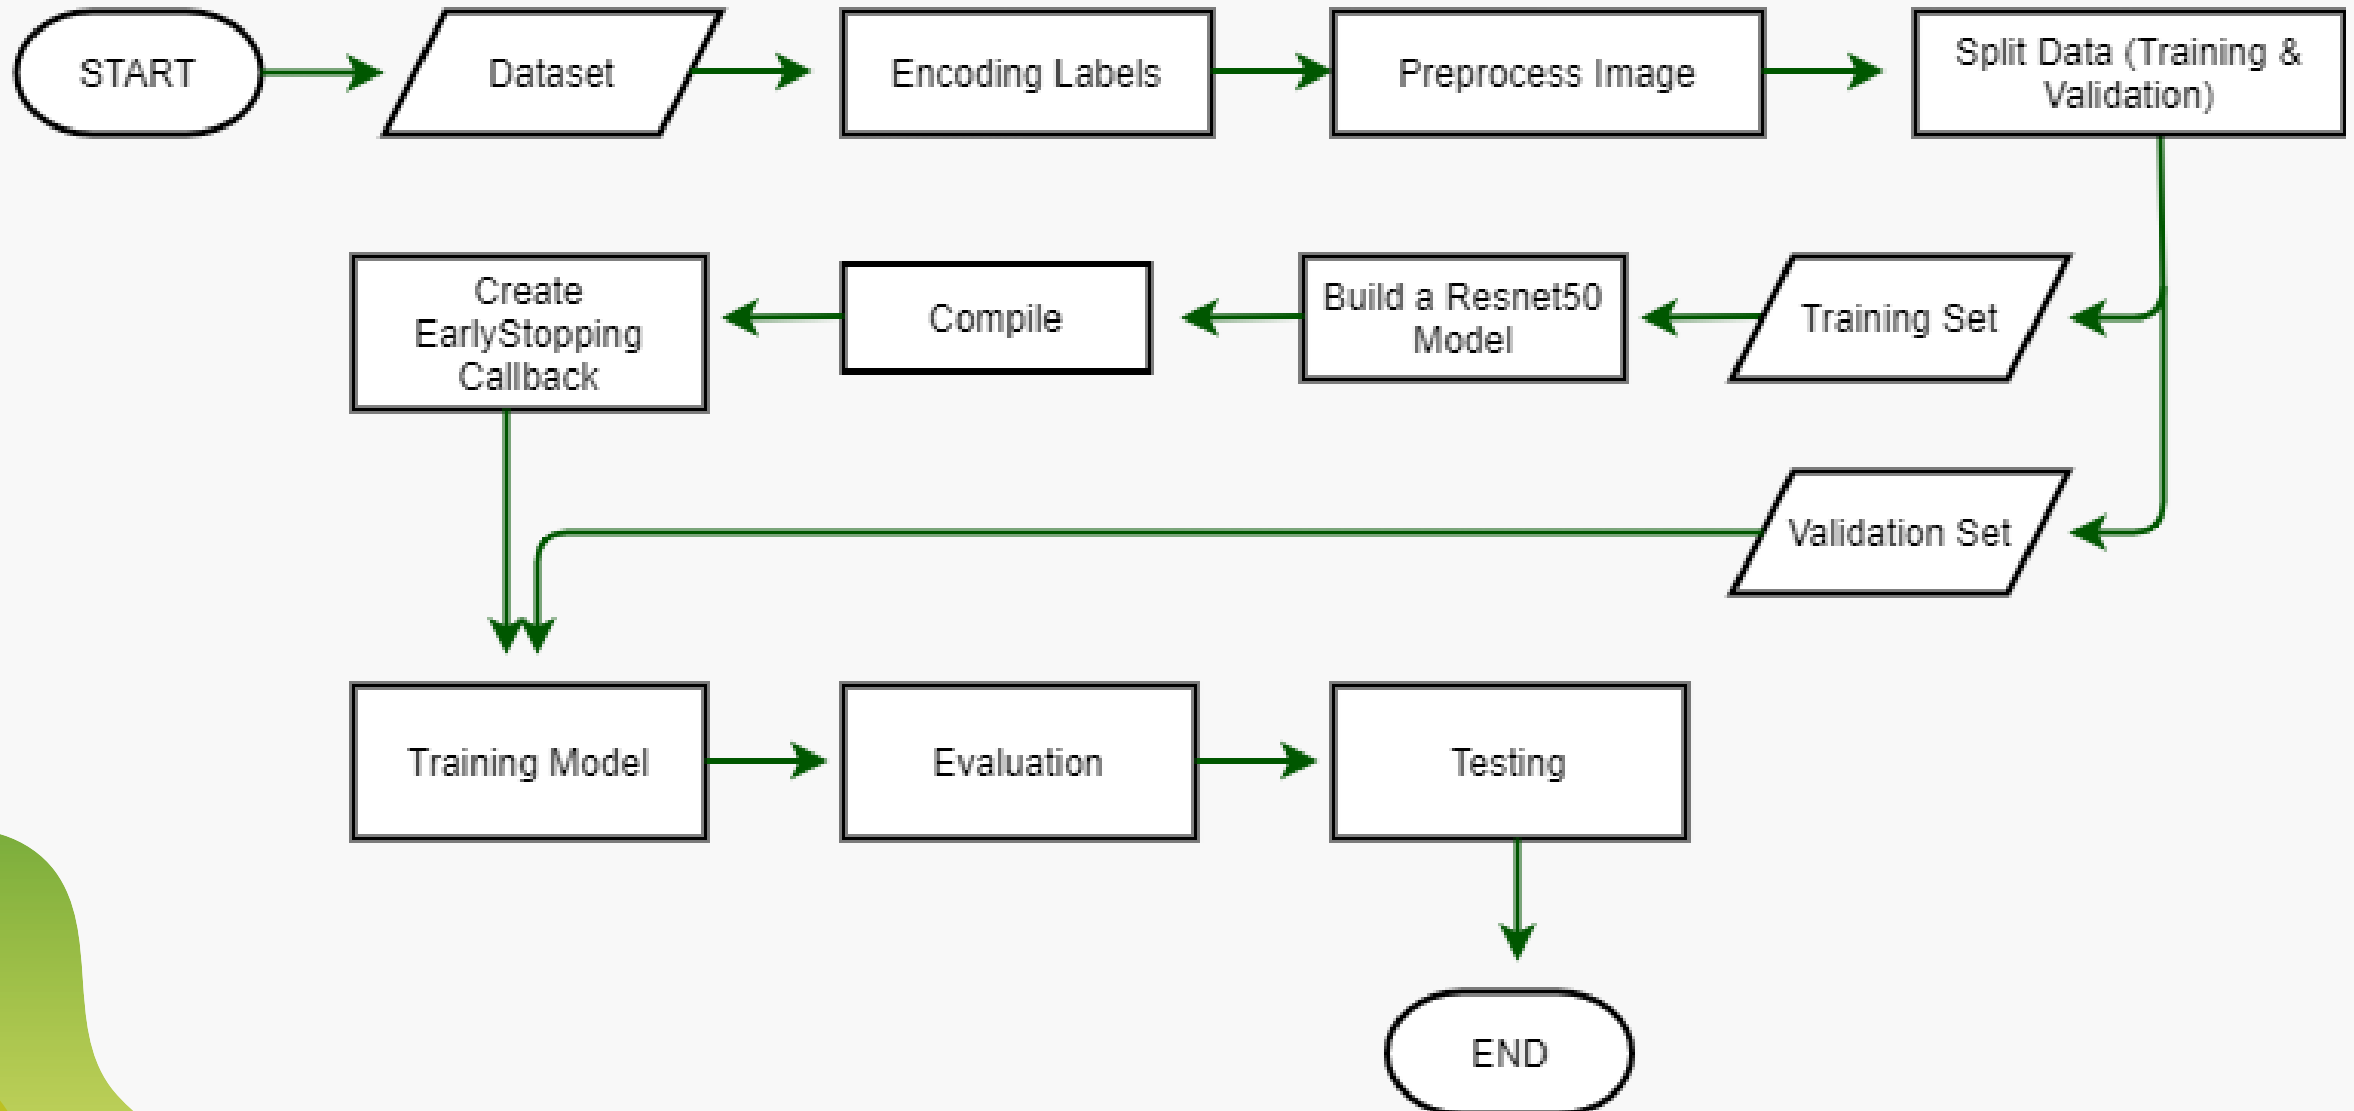 START
Dataset
Encoding Labels
Preprocess Image
Split Data (Training &
Validation)
Create
EarlyStopping
Callback
Compile
Build a Resnet50
Model
Training Set
Validation Set
Training Model
Evaluation
Testing
END